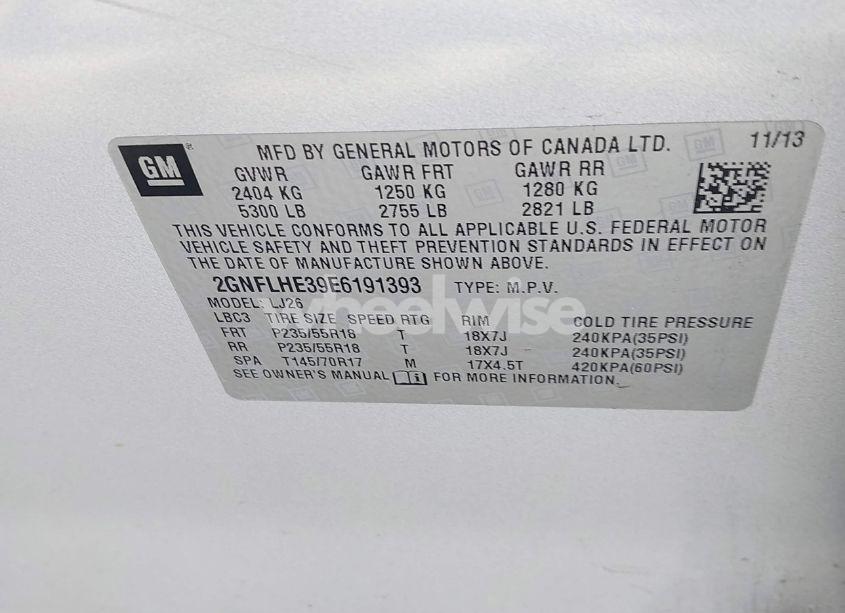 GM
MFD BY GENERAL MOTORS OF CANADA LTD. 11/13
GVWR GAWR FRT GAWR RR
2404 KG 1250 KG 1280 KG
5300 LB 2755 LB 2821 LB
THIS VEHICLE CONFORMS TO ALL APPLICABLE U.S. FEDERAL MOTOR
VEHICLE SAFETY AND THEFT PREVENTION STANDARDS IN EFFECT ON
THE DATE OF MANUFACTURE SHOWN ABOVE.
2GNFLHE39E6191393 TYPE: M.P.V.
MODEL: LJ26
wheelwise
LBC3 TIRE SIZE SPEED RTG RIM COLD TIRE PRESSURE
FRT P235/55R18 T 18X7J 240KPA(35PSI)
RR P235/55R18 T 18X7J 240KPA(35PSI)
SPA T145/70R17 M 17X4.5T 420KPA(60PSI)
SEE OWNER'S MANUAL FOR MORE INFORMATION.